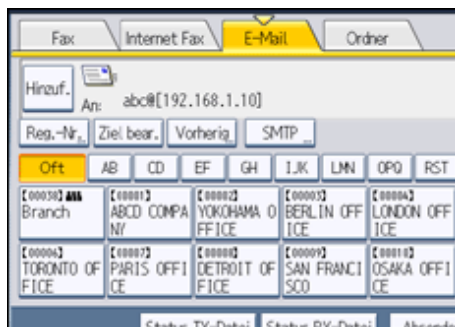 Fax Internet Fax E-Mail Ordner
Hinzuf.
An: abc@[192.168.1.10]
Reg.-Nr. Ziel bear. Vorherig. SMTP
Oft AB CD EF GH IJK LMN OPQ RST
[00030] [00001] [00002] [00003] [00004]
Branch ABCD COMPA YOKOHAMA O BERLIN OFF LONDON OFF
NY FFICE ICE ICE
[00006] [00007] [00008] [00009] [00010]
TORONTO OF PARIS OFFI DETROIT OF SAN FRANCI OSAKA OFFI
FICE CE FICE SCO CE
Status TX-Datei Status RX-Datei Absende